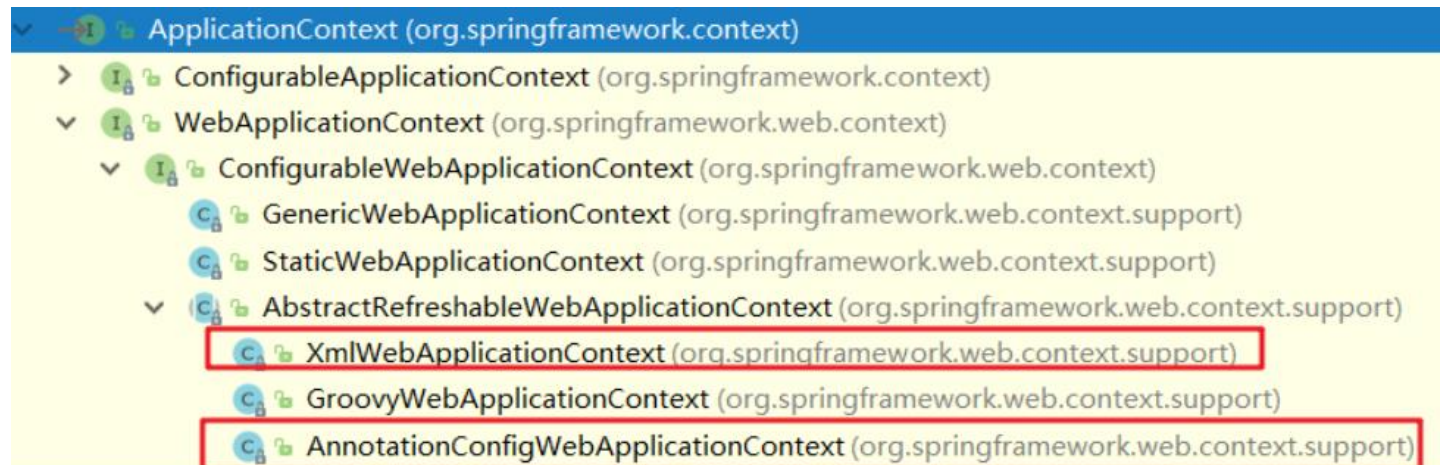 ApplicationContext (org.springframework.context)
ConfigurableApplicationContext (org.springframework.context)
WebApplicationContext (org.springframework.web.context)
ConfigurableWebApplicationContext (org.springframework.web.context)
GenericWebApplicationContext (org.springframework.web.context.support)
StaticWebApplicationContext (org.springframework.web.context.support)
AbstractRefreshableWebApplicationContext (org.springframework.web.context.support)
XmlWebApplicationContext (org.springframework.web.context.support)
GroovyWebApplicationContext (org.springframework.web.context.support)
AnnotationConfigWebApplicationContext (org.springframework.web.context.support)